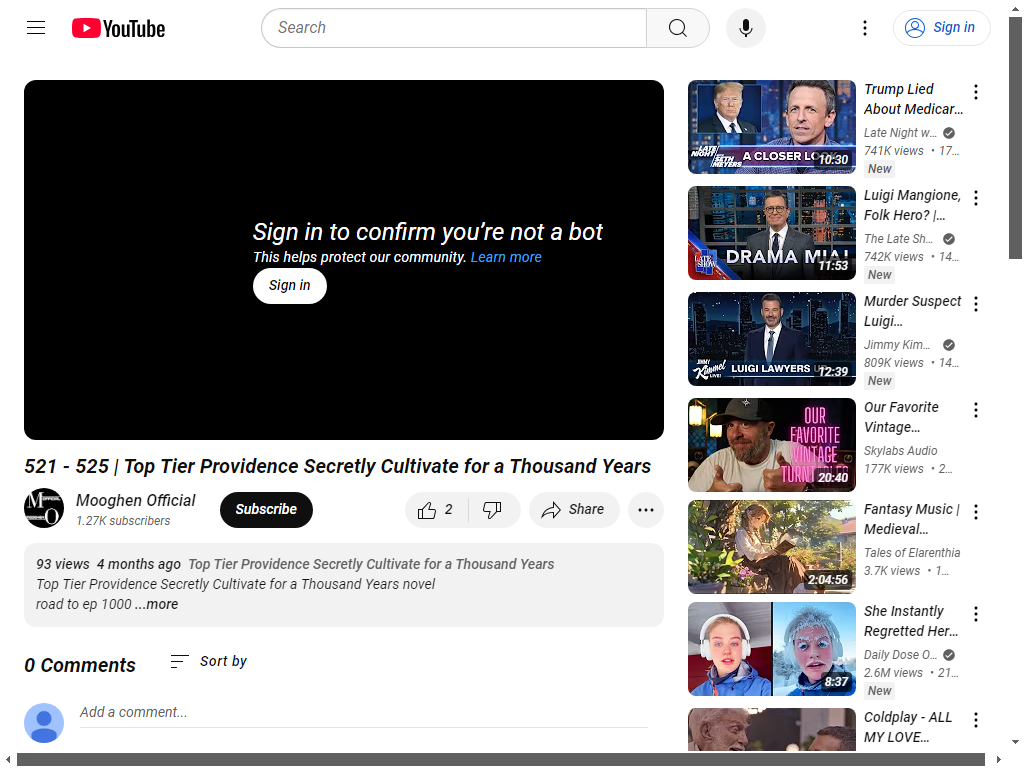 YouTube
Search
Sign in
Sign in to confirm you're not a bot
This helps protect our community. Learn more
Sign in
521 - 525 | Top Tier Providence Secretly Cultivate for a Thousand Years
Mooghen Official
1.27K subscribers
Subscribe
2
Share
93 views 4 months ago Top Tier Providence Secretly Cultivate for a Thousand Years
Top Tier Providence Secretly Cultivate for a Thousand Years novel
road to ep 1000 ...more
0 Comments
Sort by
Add a comment...
LATE NIGHT WITH SETH MEYERS
A CLOSER LOOK
10:30
Trump Lied
About Medicar...
Late Night w...
741K views • 17...
New
LATE SHOW
DRAMA MIA!
11:53
Luigi Mangione,
Folk Hero? |...
The Late Sh...
742K views • 14...
New
JIMMY Kimmel LIVE!
LUIGI LAWYERS
12:39
Murder Suspect
Luigi...
Jimmy Kim...
809K views • 14...
New
OUR
FAVORITE
VINTAGE
20:40
Our Favorite
Vintage...
Skylabs Audio
177K views • 2...
2:04:56
Fantasy Music |
Medieval...
Tales of Elarenthia
3.7K views • 1...
8:37
She Instantly
Regretted Her...
Daily Dose O...
2.6M views • 21...
New
Coldplay - ALL
MY LOVE...